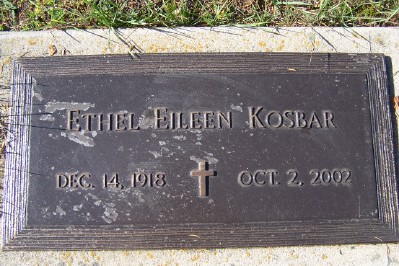 ETHEL EILEEN KOSBAR
DEC. 14, 1918 OCT. 2, 2002